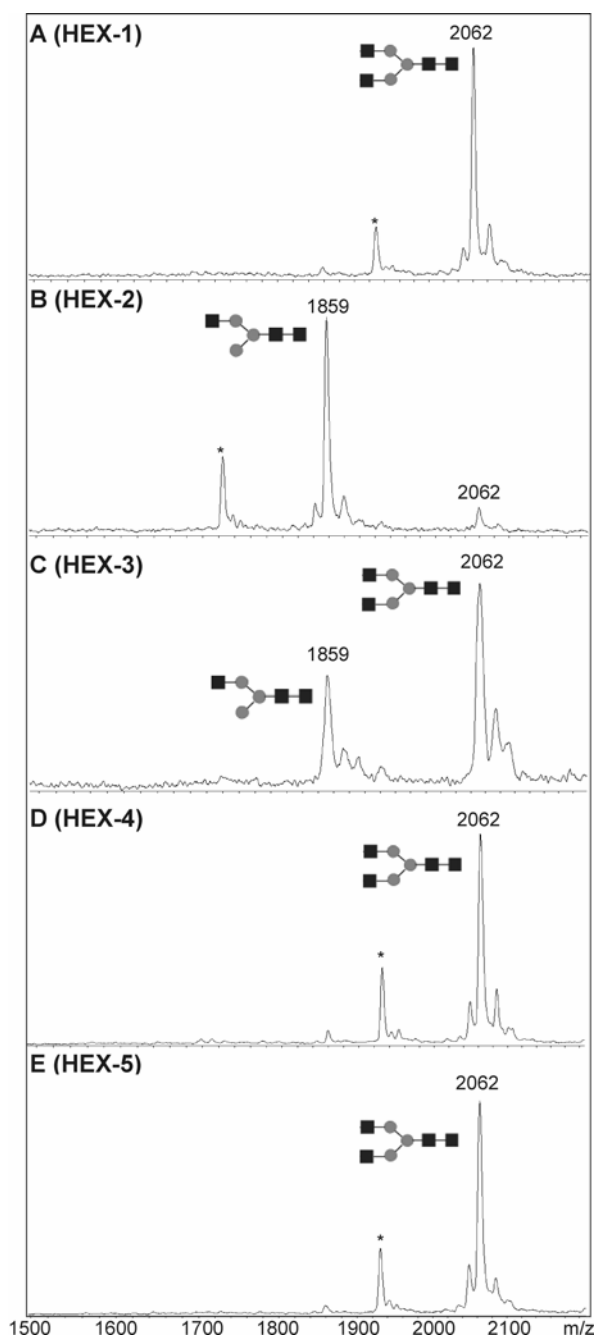 A (HEX-1)
2062
*
B (HEX-2)
1859
*
2062
C (HEX-3)
2062
1859
D (HEX-4)
2062
*
E (HEX-5)
2062
*
1500 1600 1700 1800 1900 2000 2100 m/z